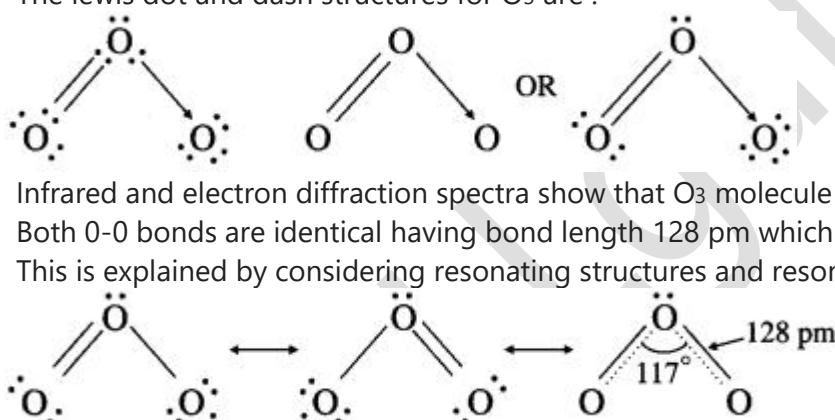 The lewis dot and dash structures for O3 are :
O O
OR
O
O O O O O O
Infrared and electron diffraction spectra show that O3 molecule
Both 0-0 bonds are identical having bond length 128 pm which
This is explained by considering resonating structures and
O O O
128 pm
117°
O O O O O O